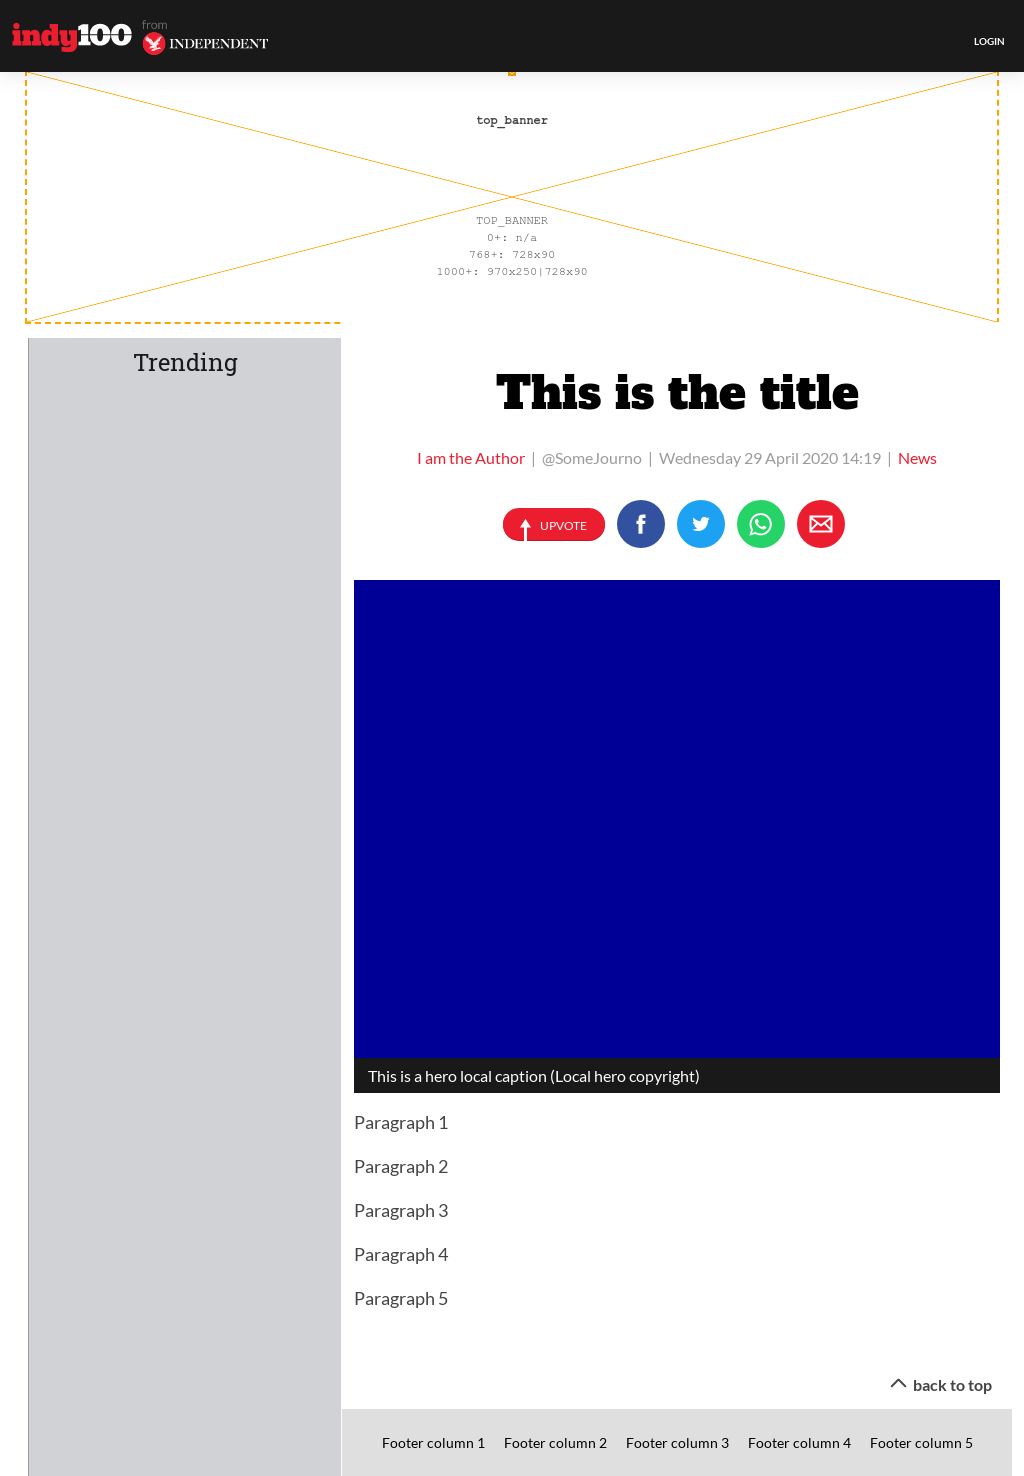 indy100
from
INDEPENDENT
LOGIN
top_banner
TOP_BANNER
0+: n/a
768+: 728x90
1000+: 970x250|728x90
Trending
This is the title
I am the Author | @SomeJourno | Wednesday 29 April 2020 14:19 | News
UPVOTE
This is a hero local caption (Local hero copyright)
Paragraph 1
Paragraph 2
Paragraph 3
Paragraph 4
Paragraph 5
back to top
Footer column 1 Footer column 2 Footer column 3 Footer column 4 Footer column 5